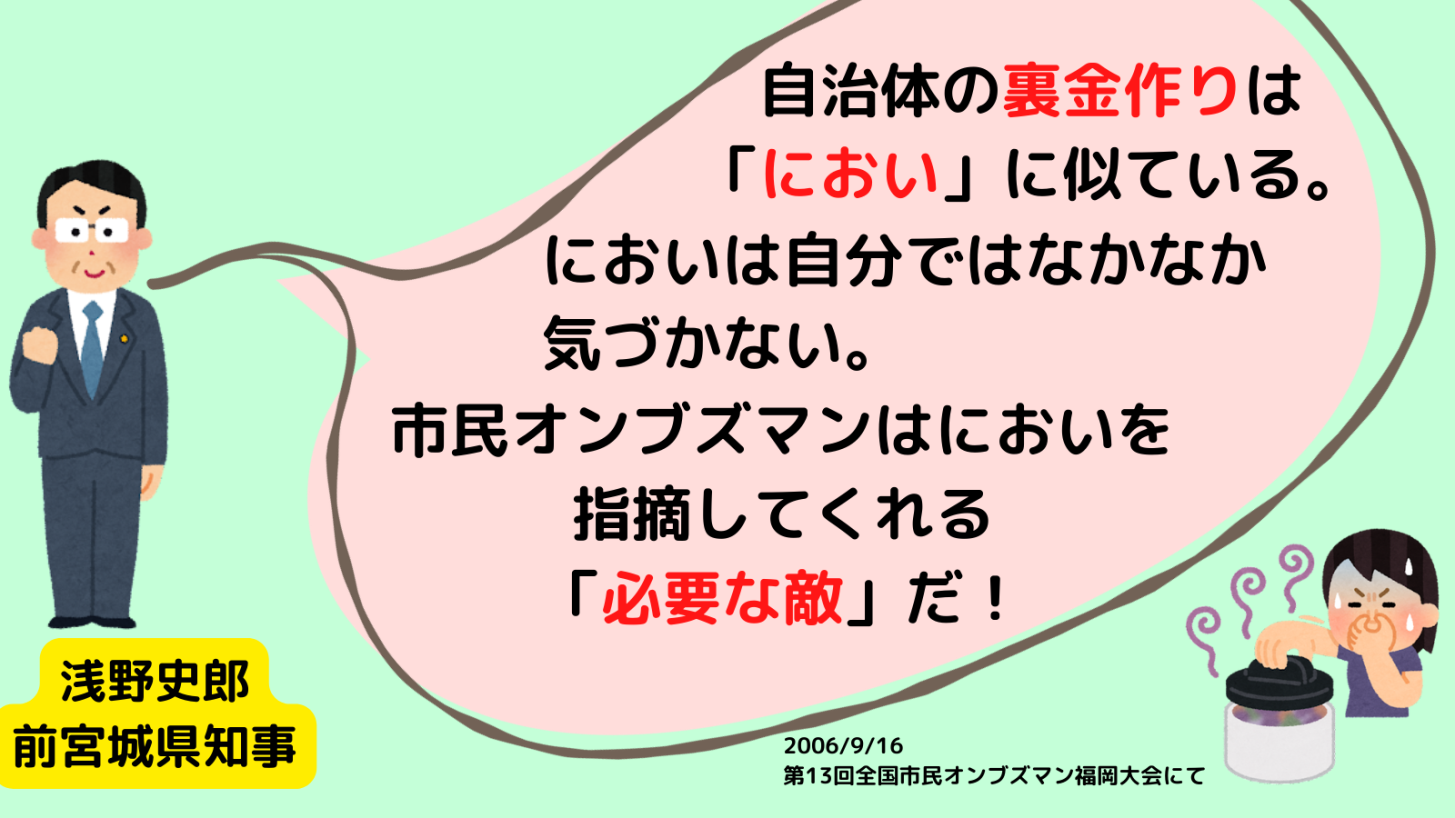 自治体の裏金作りは
「におい」に似ている。
においは自分ではなかなか
気づかない。
市民オンブズマンはにおいを
指摘してくれる
「必要な敵」だ！
浅野史郎
前宮城県知事
2006/9/16
第13回全国市民オンブズマン福岡大会にて